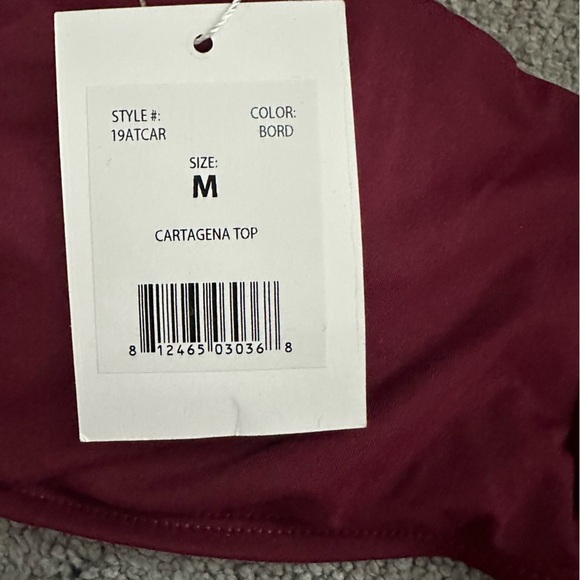 STYLE #: COLOR:
19ATCAR BORD
SIZE:
M
CARTAGENA TOP
8 12465 03036 8